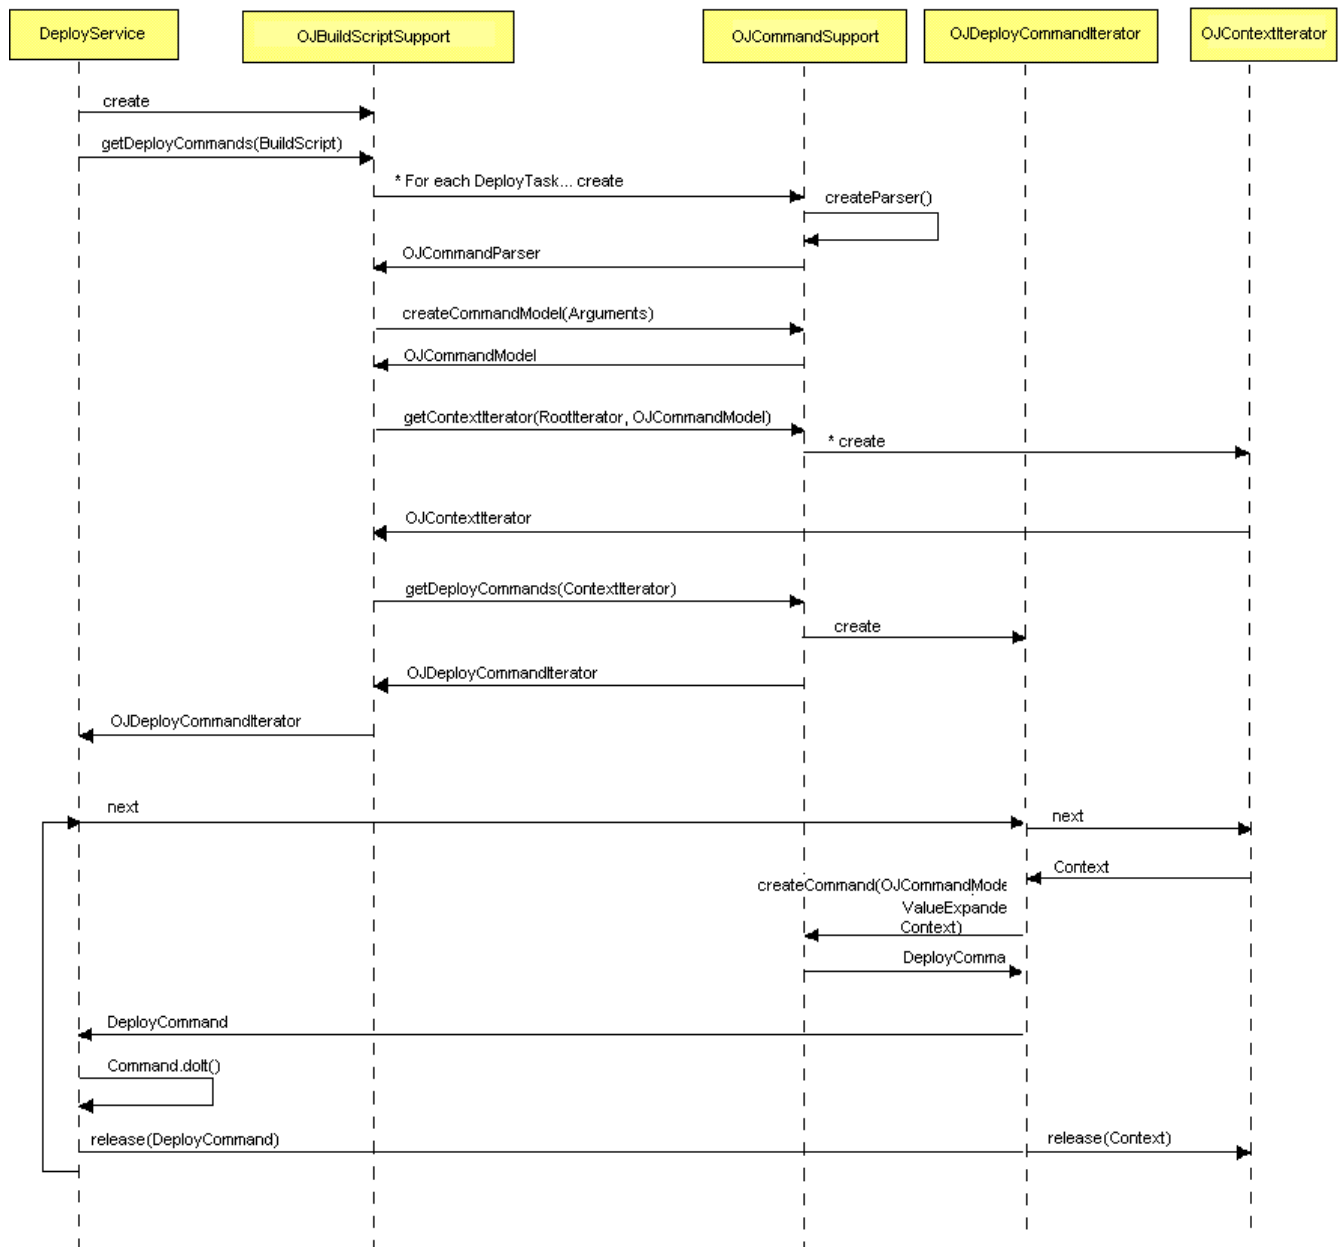 DeployService
OJBuildScriptSupport
OJCommandSupport
OJDeployCommandIterator
OJContextIterator
create
getDeployCommands(BuildScript)
* For each DeployTask... create
createParser()
OJCommandParser
createCommandModel(Arguments)
OJCommandModel
getContextIterator(RootIterator, OJCommandModel)
* create
OJContextIterator
getDeployCommands(ContextIterator)
create
OJDeployCommandIterator
OJDeployCommandIterator
next
next
Context
createCommand(OJCommandMode
ValueExpande
Context)
DeployComma
DeployCommand
Command.doIt()
release(DeployCommand)
release(Context)